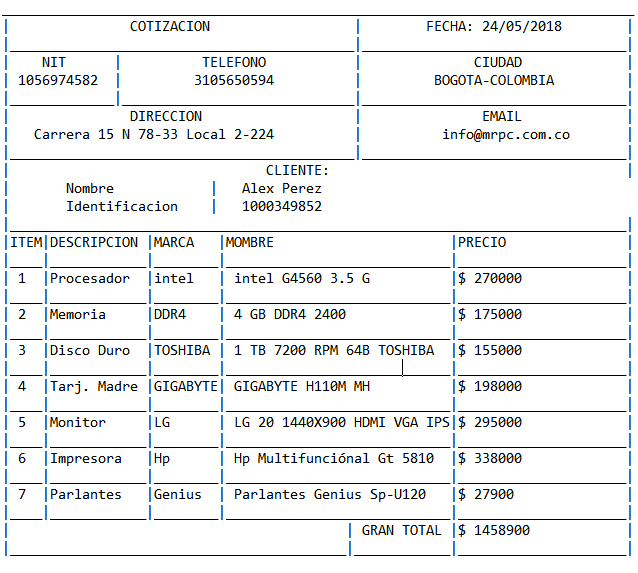 COTIZACION FECHA: 24/05/2018
NIT TELEFONO CIUDAD
1056974582 3105650594 BOGOTA-COLOMBIA
DIRECCION EMAIL
Carrera 15 N 78-33 Local 2-224 info@mrpc.com.co
CLIENTE:
Nombre Alex Perez
Identificacion 1000349852
ITEM DESCRIPCION MARCA MOMBRE PRECIO
1 Procesador intel intel G4560 3.5 G $ 270000
2 Memoria DDR4 4 GB DDR4 2400 $ 175000
3 Disco Duro TOSHIBA 1 TB 7200 RPM 64B TOSHIBA $ 155000
4 Tarj. Madre GIGABYTE GIGABYTE H110M MH $ 198000
5 Monitor LG LG 20 1440X900 HDMI VGA IPS $ 295000
6 Impresora Hp Hp Multifunciónal Gt 5810 $ 338000
7 Parlantes Genius Parlantes Genius Sp-U120 $ 27900
GRAN TOTAL $ 1458900